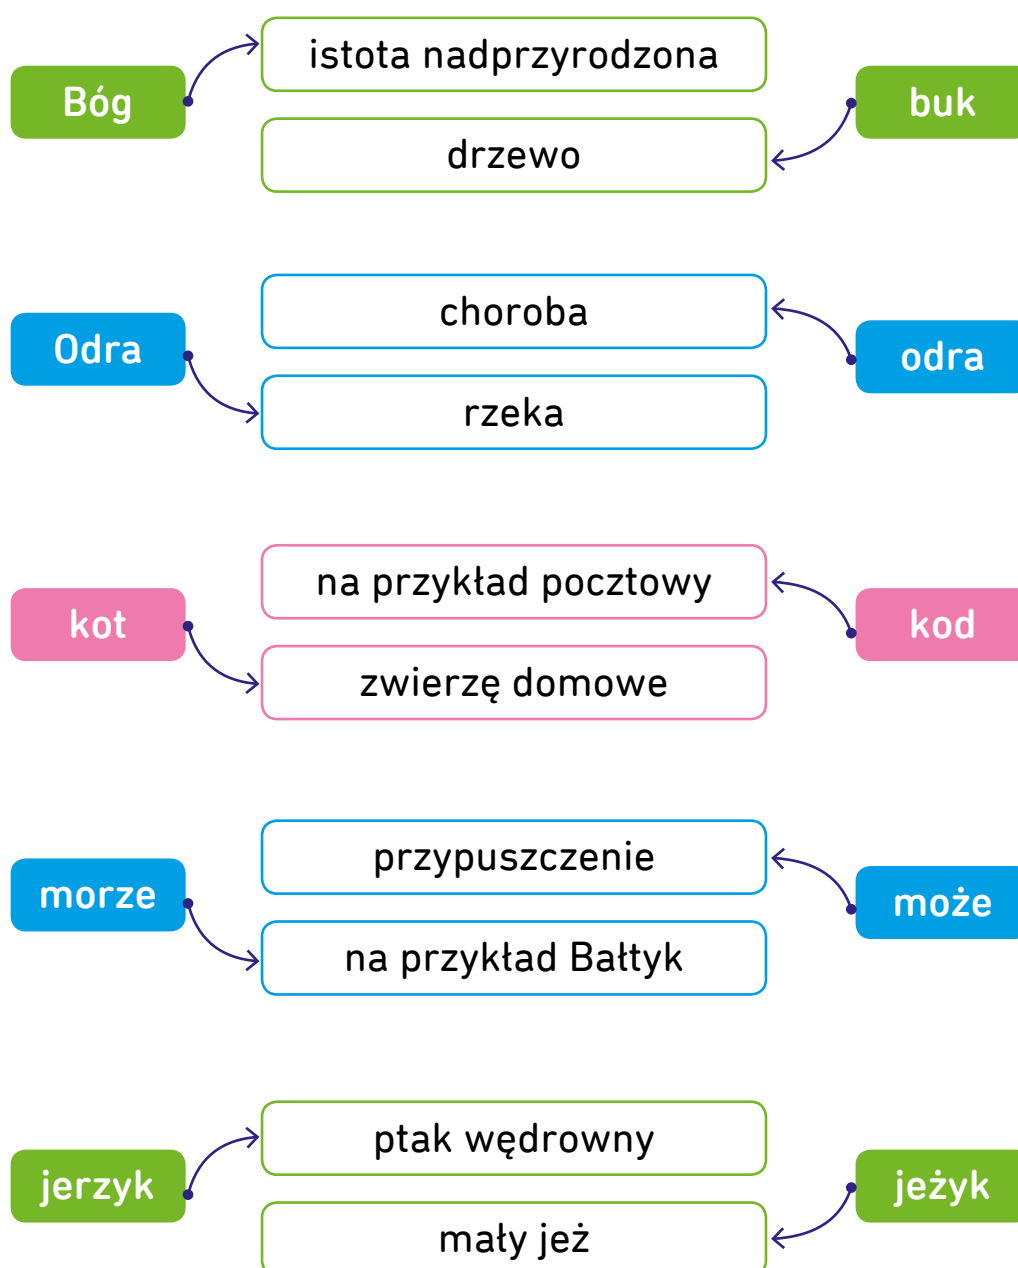 istota nadprzyrodzona
Bóg
buk
drzewo
choroba
Odra
odra
rzeka
na przykład pocztowy
kot
kod
zwierzę domowe
przypuszczenie
morze
może
na przykład Bałtyk
ptak wędrowny
jerzyk
jeżyk
mały jeż